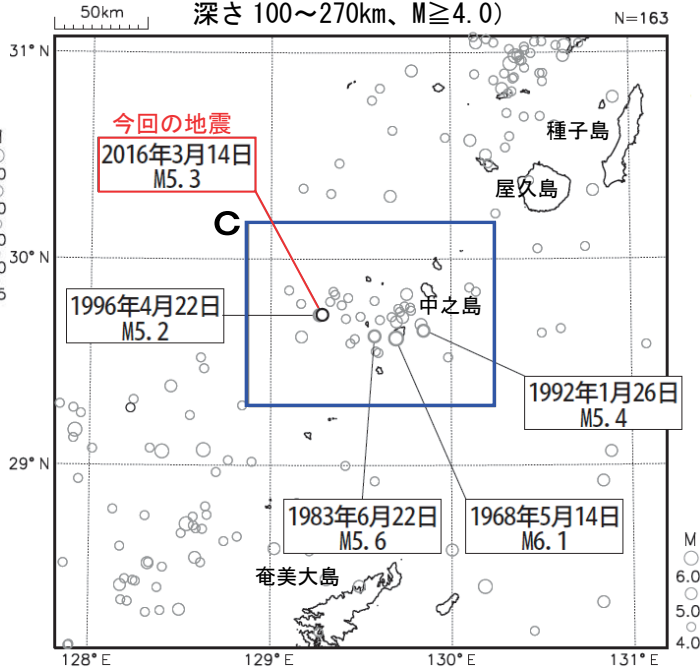 深さ 100～270km、M≧4.0)
50km
N=163
31° N
今回の地震
2016年3月14日
M5.3
種子島
屋久島
C
30° N
1996年4月22日
M5.2
中之島
1992年1月26日
M5.4
29° N
1983年6月22日
M5.6
1968年5月14日
M6.1
奄美大島
M
6.0
5.0
4.0
128° E
129° E
130° E
131° E